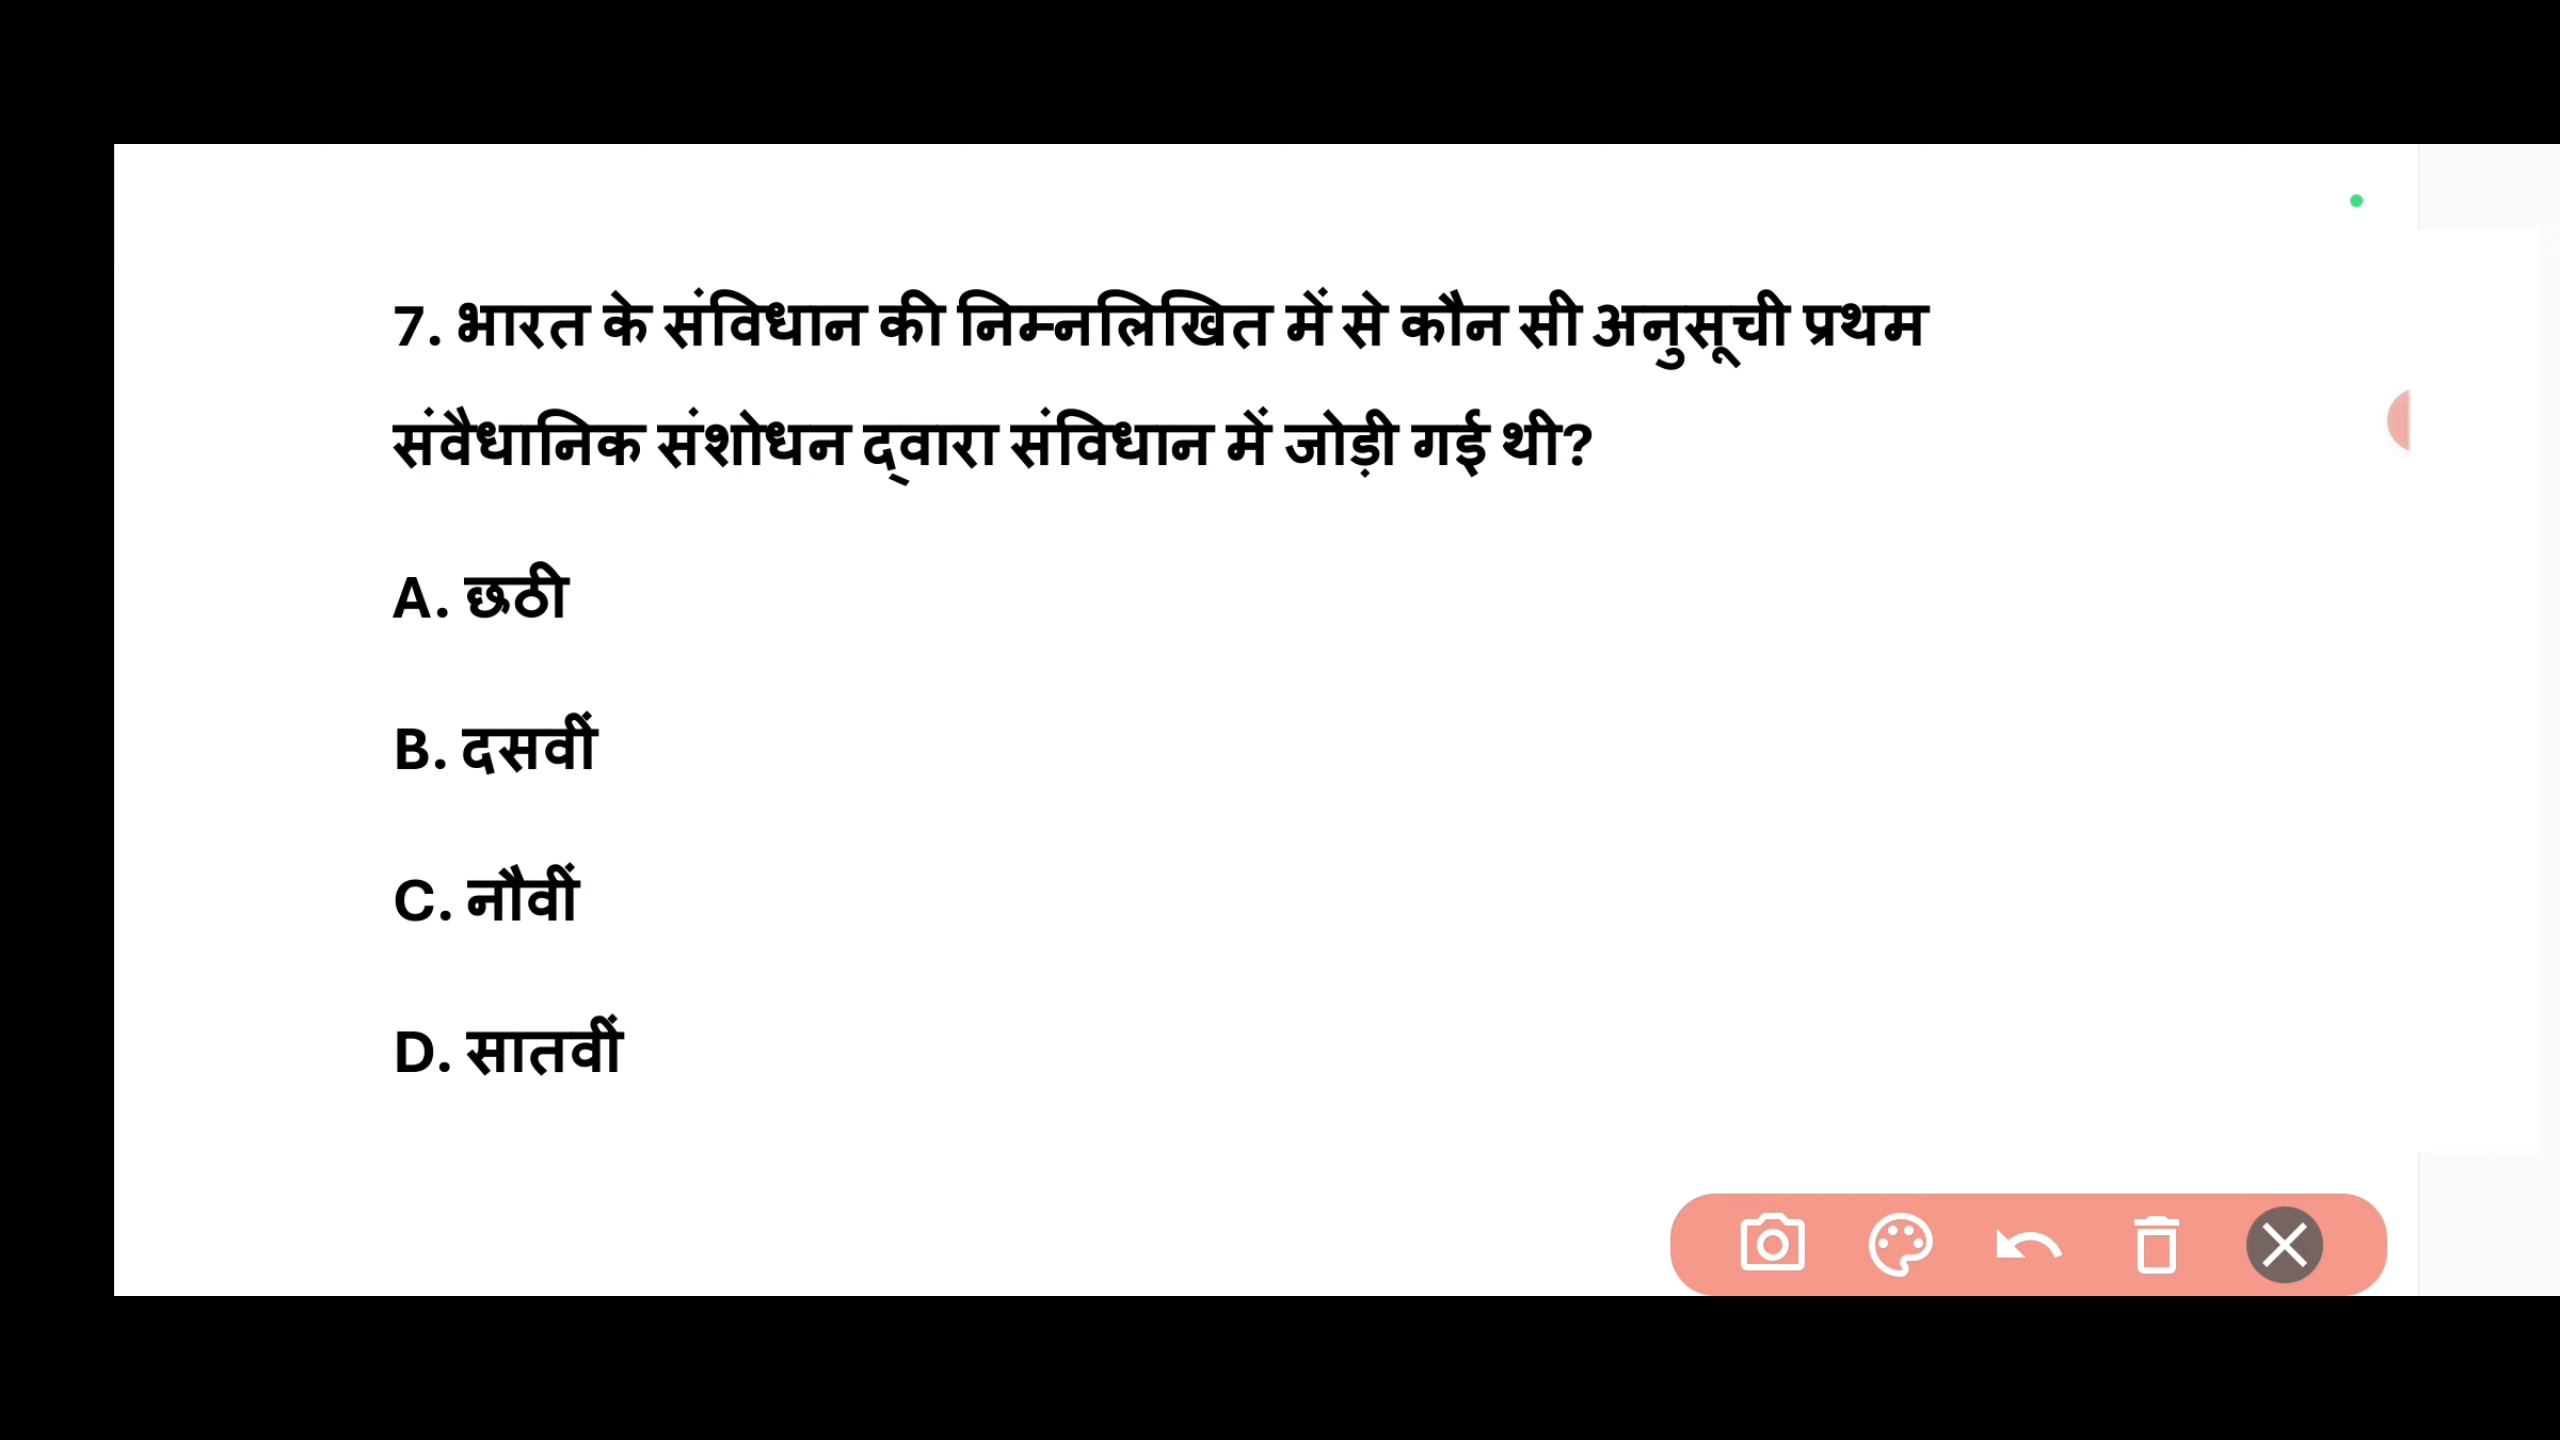 7. भारत के संविधान की निम्नलिखित में से कौन सी अनुसूची प्रथम
संवैधानिक संशोधन द्वारा संविधान में जोड़ी गई थी?
A. छठी
B. दसवीं
C. नौवीं
D. सातवीं